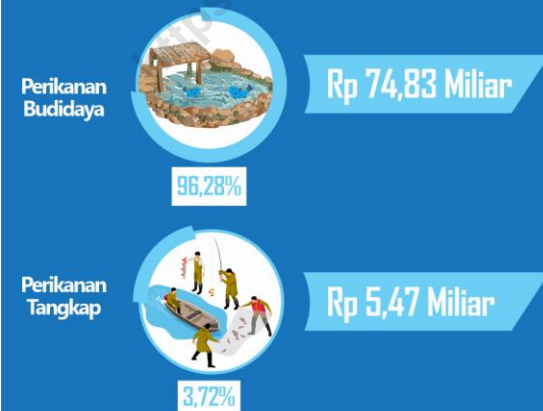 Perikanan
Budidaya
Rp 74,83 Miliar
96,28%
Perikanan
Tangkap
Rp 5,47 Miliar
3,72%